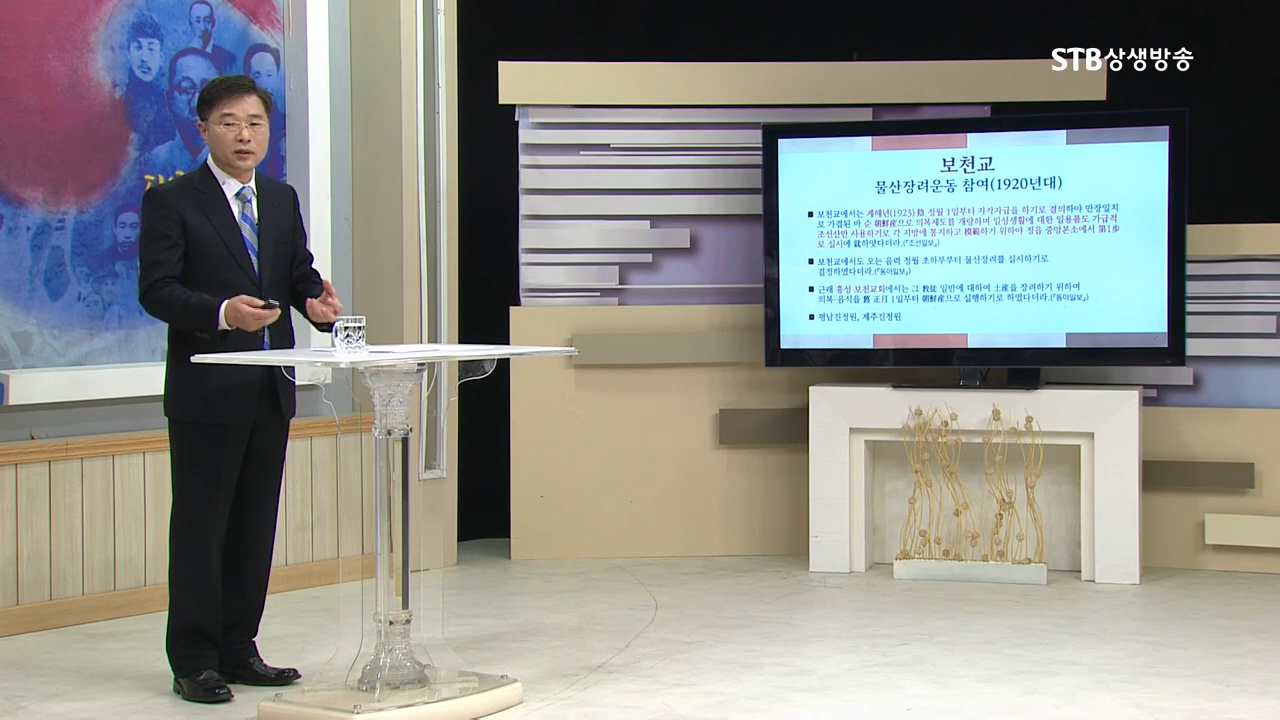 STB상생방송
보천교
물산장려운동 참여(1920년대)
보천교에서는 계해년(1923) 陰 정월 1일부터 자작자급을 하기로 결의하야 만장일치
로 가결된 바 순 朝鮮産으로 의복제도를 개량하며 일상생활에 대한 일용품도 가급적
조선산만 사용하기로 각 지방에 통지하고 模範하기 위하야 정읍 중앙본소에서 第1步
로 실시에 就하얏다더라.(『조선일보』)
보천교에서도 오는 음력 정월 초하루부터 물산장려를 실시하기로
결정하였다더라.(『동아일보』)
근래 홍성 보천교회에서는 그 敎徒 일반에 대하여 土産을 장려하기 위하여
의복·음식을 舊 正月 1일부터 朝鮮産으로 실행하기로 하였다더라.(『동아일보』)
평남진정원, 제주진정원